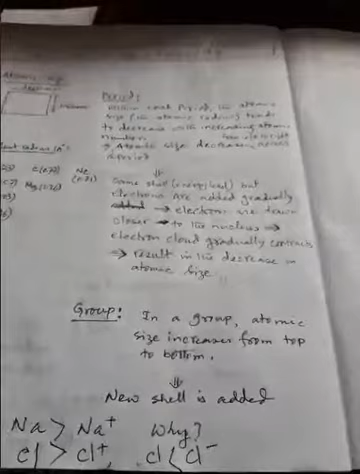 Atomic size
Period:
within each Period, the atomic
size (i.e atomic radius) tends
to decrease with increasing atomic
number.
Atomic size decreases across
a period
⇓
Same shell (energy level) but
electrons are added gradually
→ electron are drawn
closer → to the nucleus ⇒
electron cloud gradually contracts
⇒ result in the decrease in
atomic size.
Group: In a group, atomic
size increases from top
to bottom.
⇓
New shell is added
Na > Na⁺ Why?
Cl > Cl⁺, Cl < Cl⁻